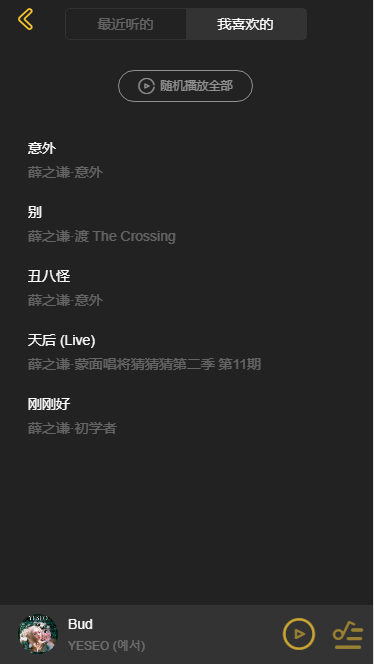 最近听的
我喜欢的
随机播放全部
意外
薛之谦·意外
别
薛之谦·渡 The Crossing
丑八怪
薛之谦·意外
天后 (Live)
薛之谦·蒙面唱将猜猜猜第二季 第11期
刚刚好
薛之谦·初学者
YESEO
Bud
YESEO (예서)